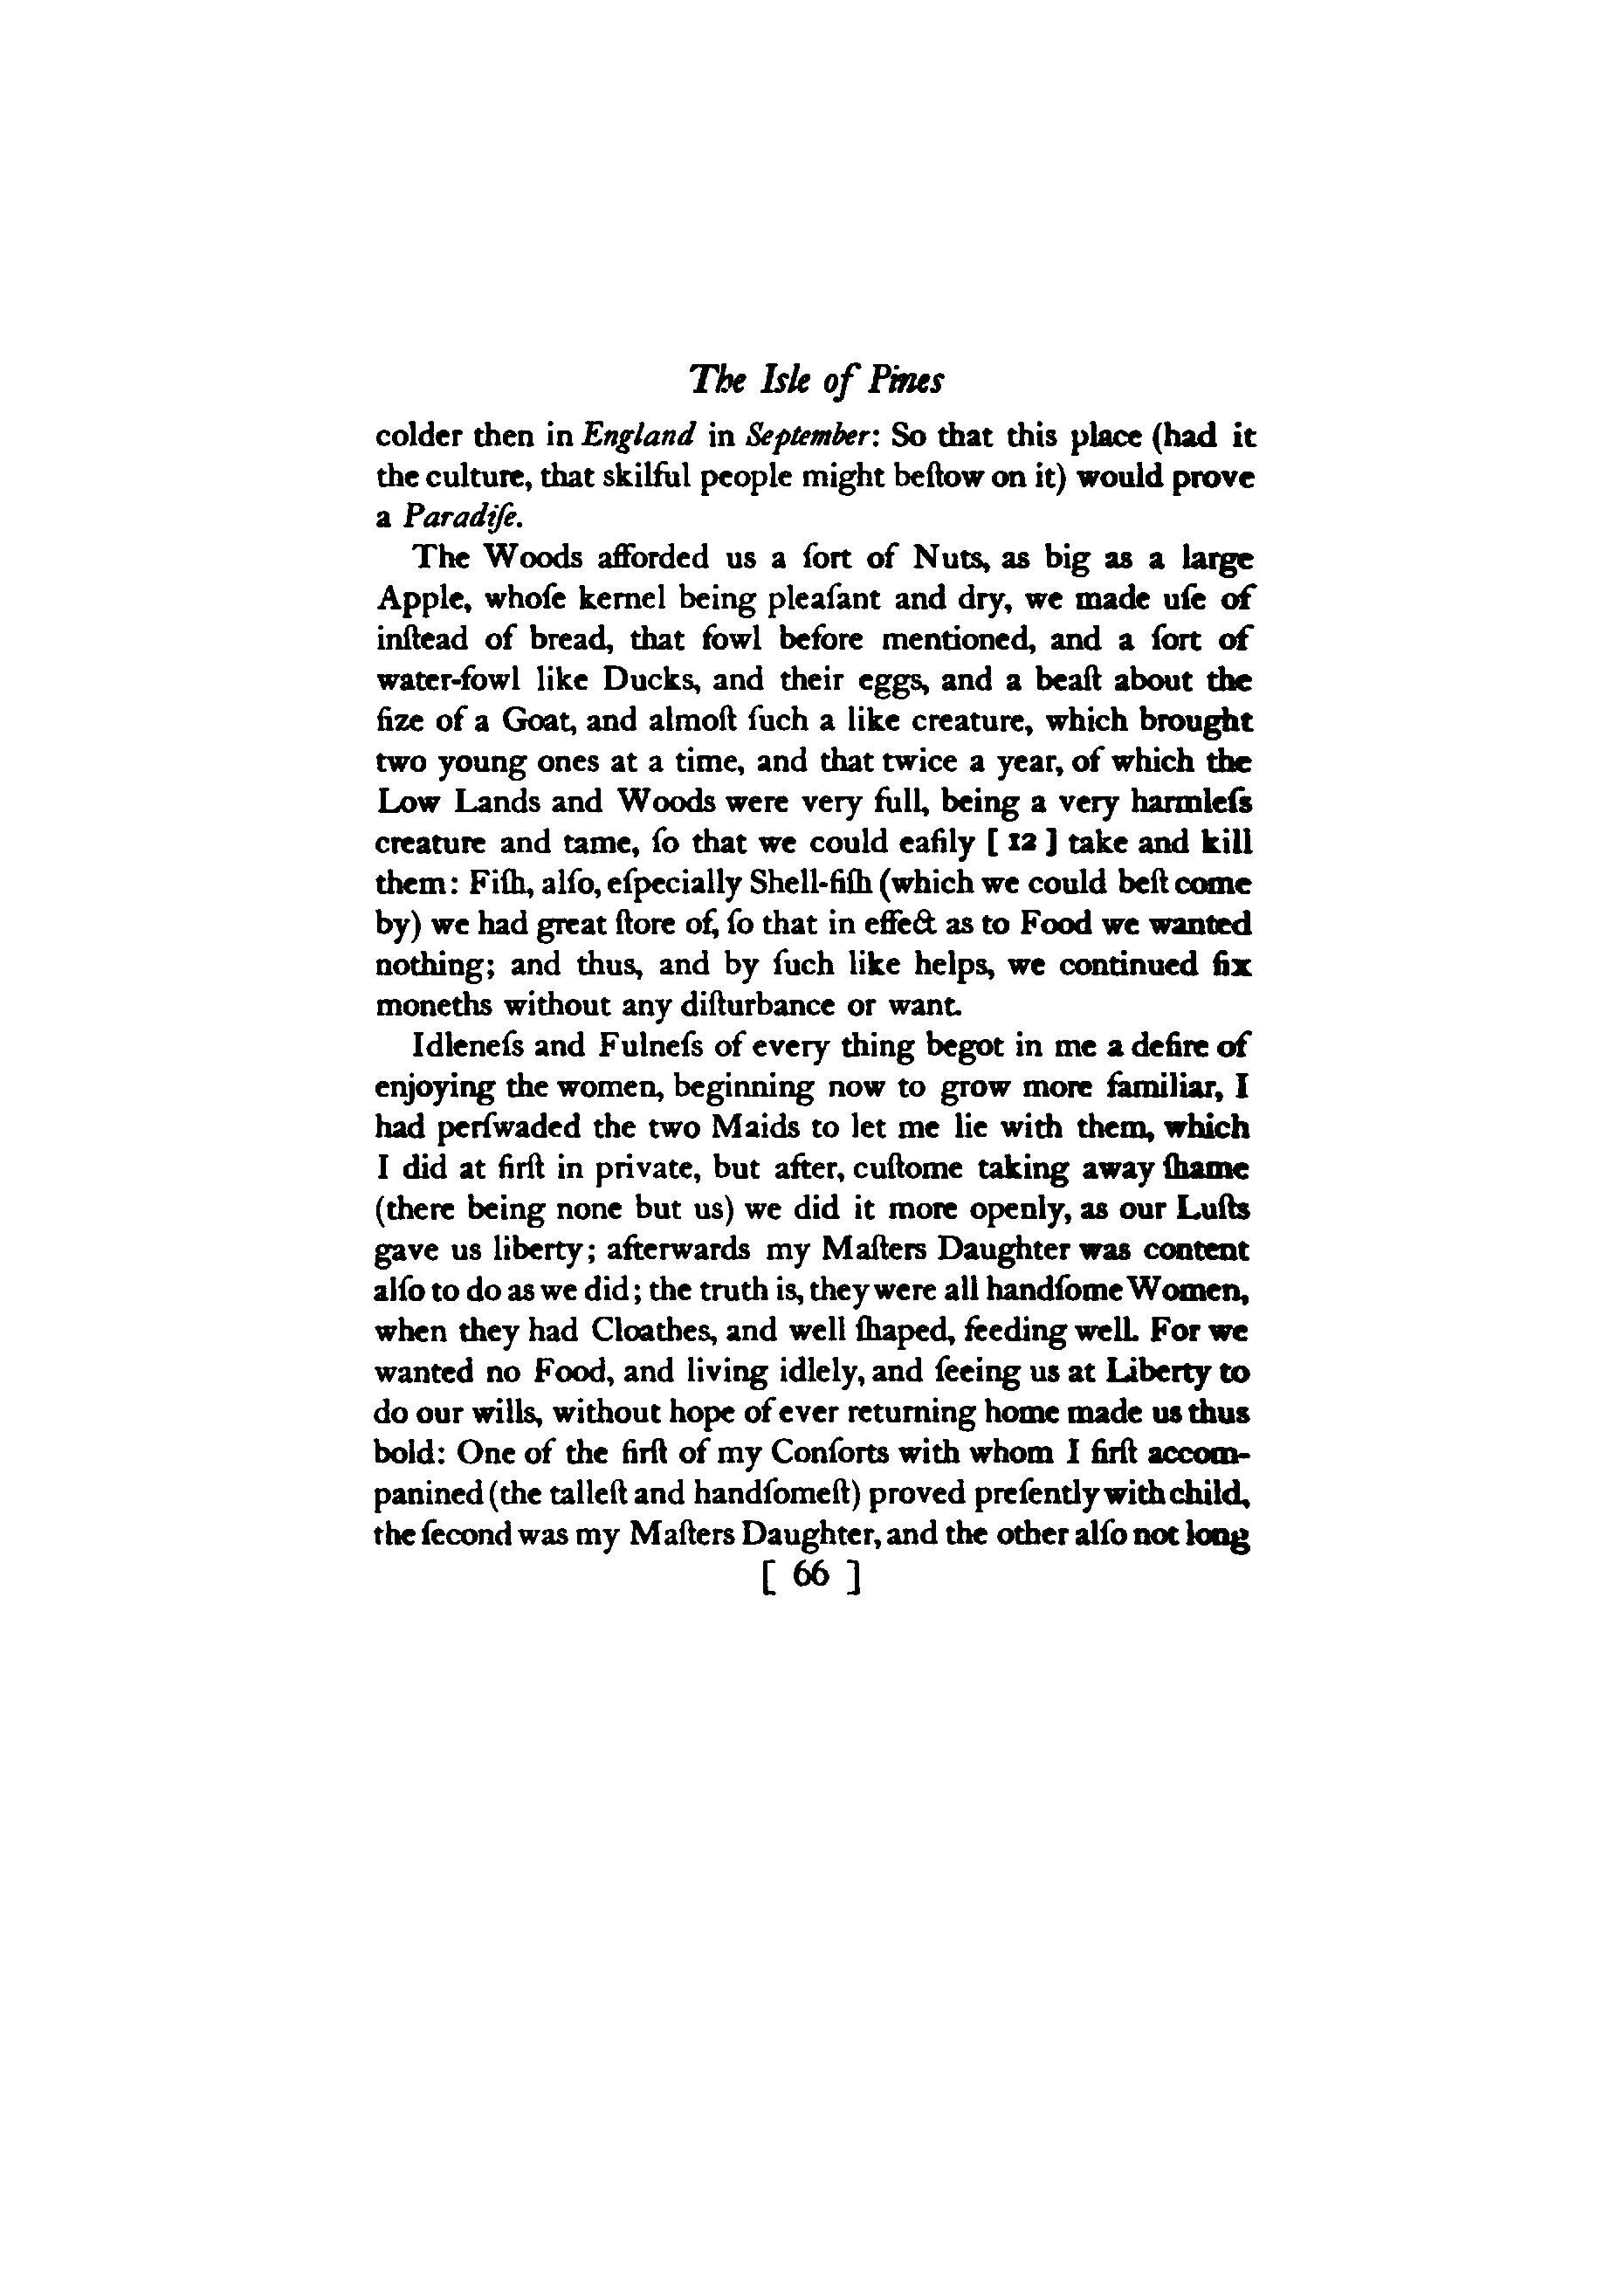 The Isle of Pines
colder then in England in September: So that this place (had it
the culture, that skilful people might beſtow on it) would prove
a Paradiſe.
The Woods afforded us a ſort of Nuts, as big as a large
Apple, whoſe kernel being pleaſant and dry, we made uſe of
inſtead of bread, that fowl before mentioned, and a ſort of
water-fowl like Ducks, and their eggs, and a beaſt about the
ſize of a Goat, and almoſt ſuch a like creature, which brought
two young ones at a time, and that twice a year, of which the
Low Lands and Woods were very full, being a very harmleſs
creature and tame, ſo that we could eaſily [ 12 ] take and kill
them: Fiſh, alſo, eſpecially Shell-fiſh (which we could beſt come
by) we had great ſtore of, ſo that in effect as to Food we wanted
nothing; and thus, and by ſuch like helps, we continued ſix
moneths without any diſturbance or want.
Idleneſs and Fulneſs of every thing begot in me a deſire of
enjoying the women, beginning now to grow more familiar, I
had perſwaded the two Maids to let me lie with them, which
I did at firſt in private, but after, cuſtome taking away ſhame
(there being none but us) we did it more openly, as our Luſts
gave us liberty; afterwards my Maſters Daughter was content
alſo to do as we did; the truth is, they were all handſome Women,
when they had Cloathes, and well ſhaped, feeding well. For we
wanted no Food, and living idlely, and ſeeing us at Liberty to
do our wills, without hope of ever returning home made us thus
bold: One of the firſt of my Conſorts with whom I firſt accom-
panined (the talleſt and handſomeſt) proved preſently with child,
the ſecond was my Maſters Daughter, and the other alſo not long
[ 66 ]